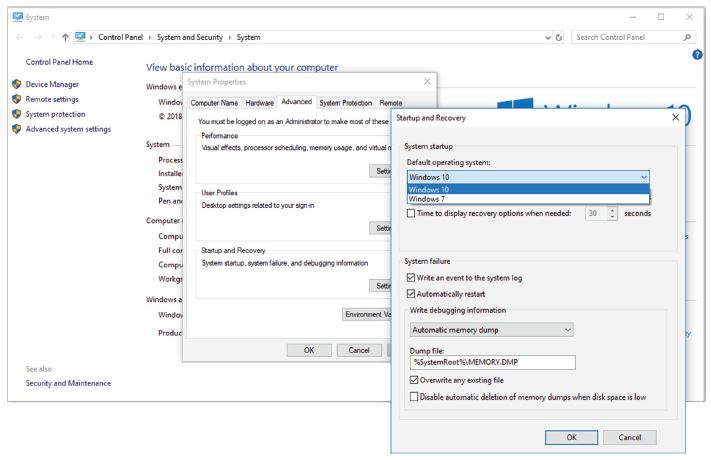 System
Control Panel > System and Security > System
Search Control Panel
Control Panel Home
Device Manager
Remote settings
System protection
Advanced system settings
See also
Security and Maintenance
View basic information about your computer
Windows e
Windov
© 2018
System
Process
Installe
System
Pen an
Computer
Compu
Full cor
Compu
Workg
Windows a
Windov
Produc
System Properties
Computer Name
Hardware
Advanced
System Protection
Remote
You must be logged on as an Administrator to make most of these
Performance
Visual effects, processor scheduling, memory usage, and virtual m
Setti
User Profiles
Desktop settings related to your sign-in
Setti
Startup and Recovery
System startup, system failure, and debugging information
Setti
Environment Va
OK
Cancel
Startup and Recovery
System startup
Default operating system:
Windows 10
Windows 10
Windows 7
Time to display recovery options when needed:
30
seconds
System failure
Write an event to the system log
Automatically restart
Write debugging information
Automatic memory dump
Dump file:
%SystemRoot%\MEMORY.DMP
Overwrite any existing file
Disable automatic deletion of memory dumps when disk space is low
OK
Cancel